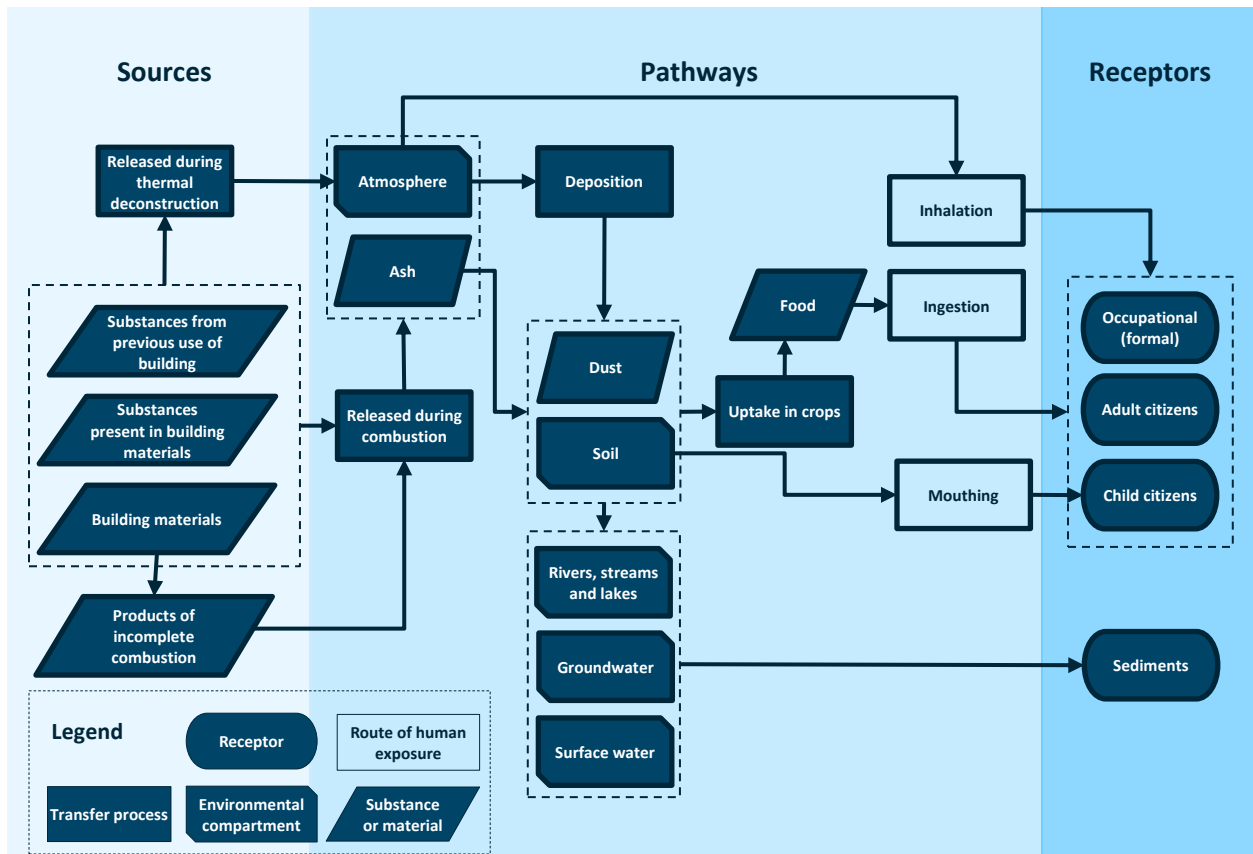 Sources
Pathways
Receptors
Released during
thermal
deconstruction
Atmosphere
Deposition
Inhalation
Ash
Food
Ingestion
Substances from
previous use of
building
Occupational
(formal)
Dust
Substances
present in building
materials
Released during
combustion
Uptake in crops
Adult citizens
Soil
Building materials
Mouthing
Child citizens
Rivers, streams
and lakes
Products of
incomplete
combustion
Groundwater
Sediments
Surface water
Legend
Receptor
Route of human
exposure
Transfer process
Environmental
compartment
Substance
or material